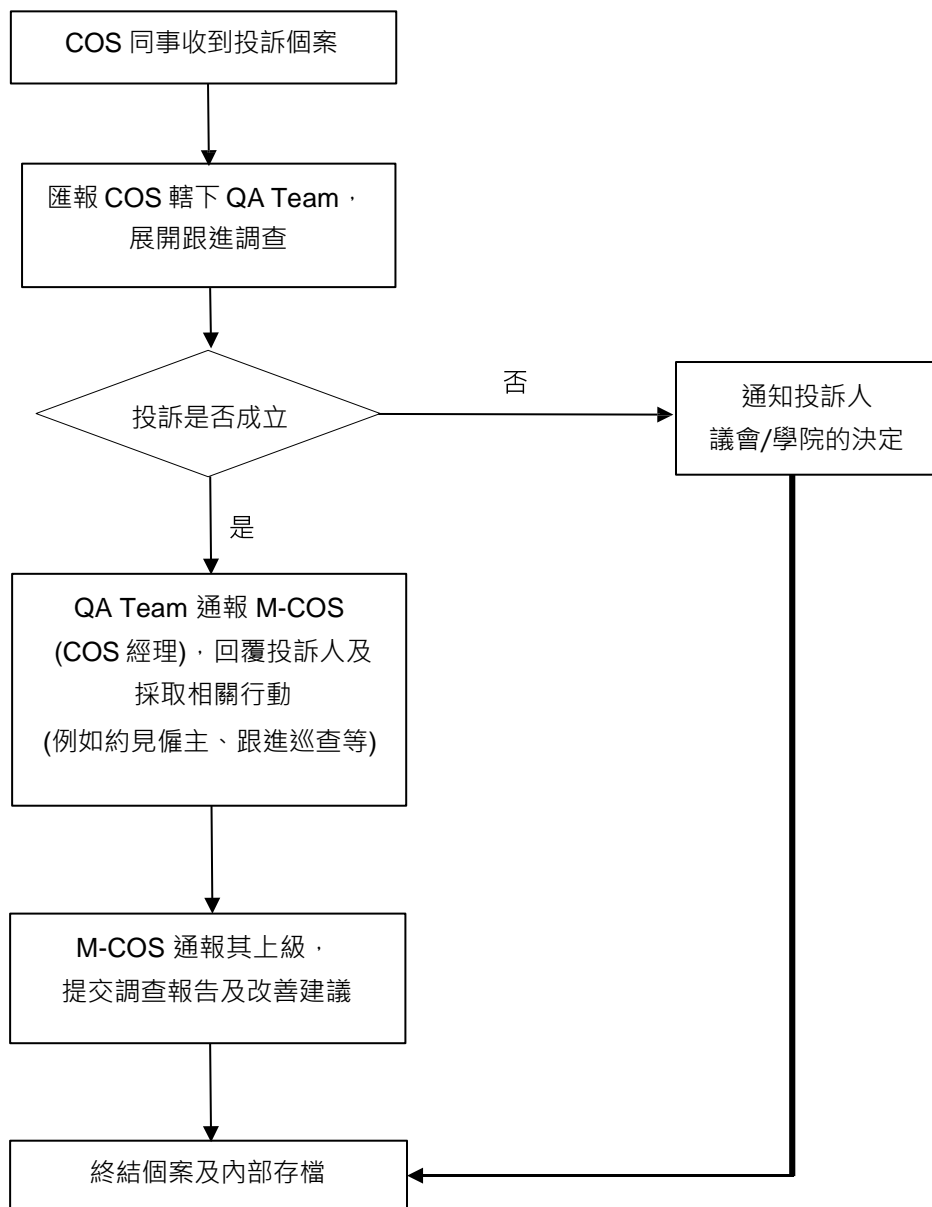 COS 同事收到投訴個案
匯報 COS 轄下 QA Team，
展開跟進調查
投訴是否成立
否
通知投訴人
議會/學院的決定
是
QA Team 通報 M-COS
(COS 經理)，回覆投訴人及
採取相關行動
(例如約見僱主、跟進巡查等)
M-COS 通報其上級，
提交調查報告及改善建議
終結個案及內部存檔